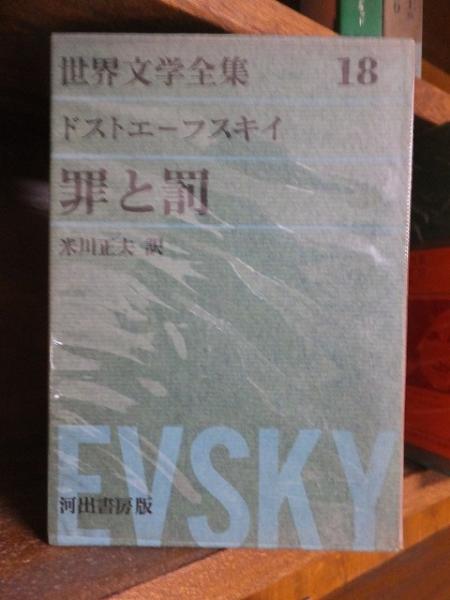 世界文学全集 18
ドストエーフスキイ
罪と罰
米川正夫 訳
EVSKY
河出書房版